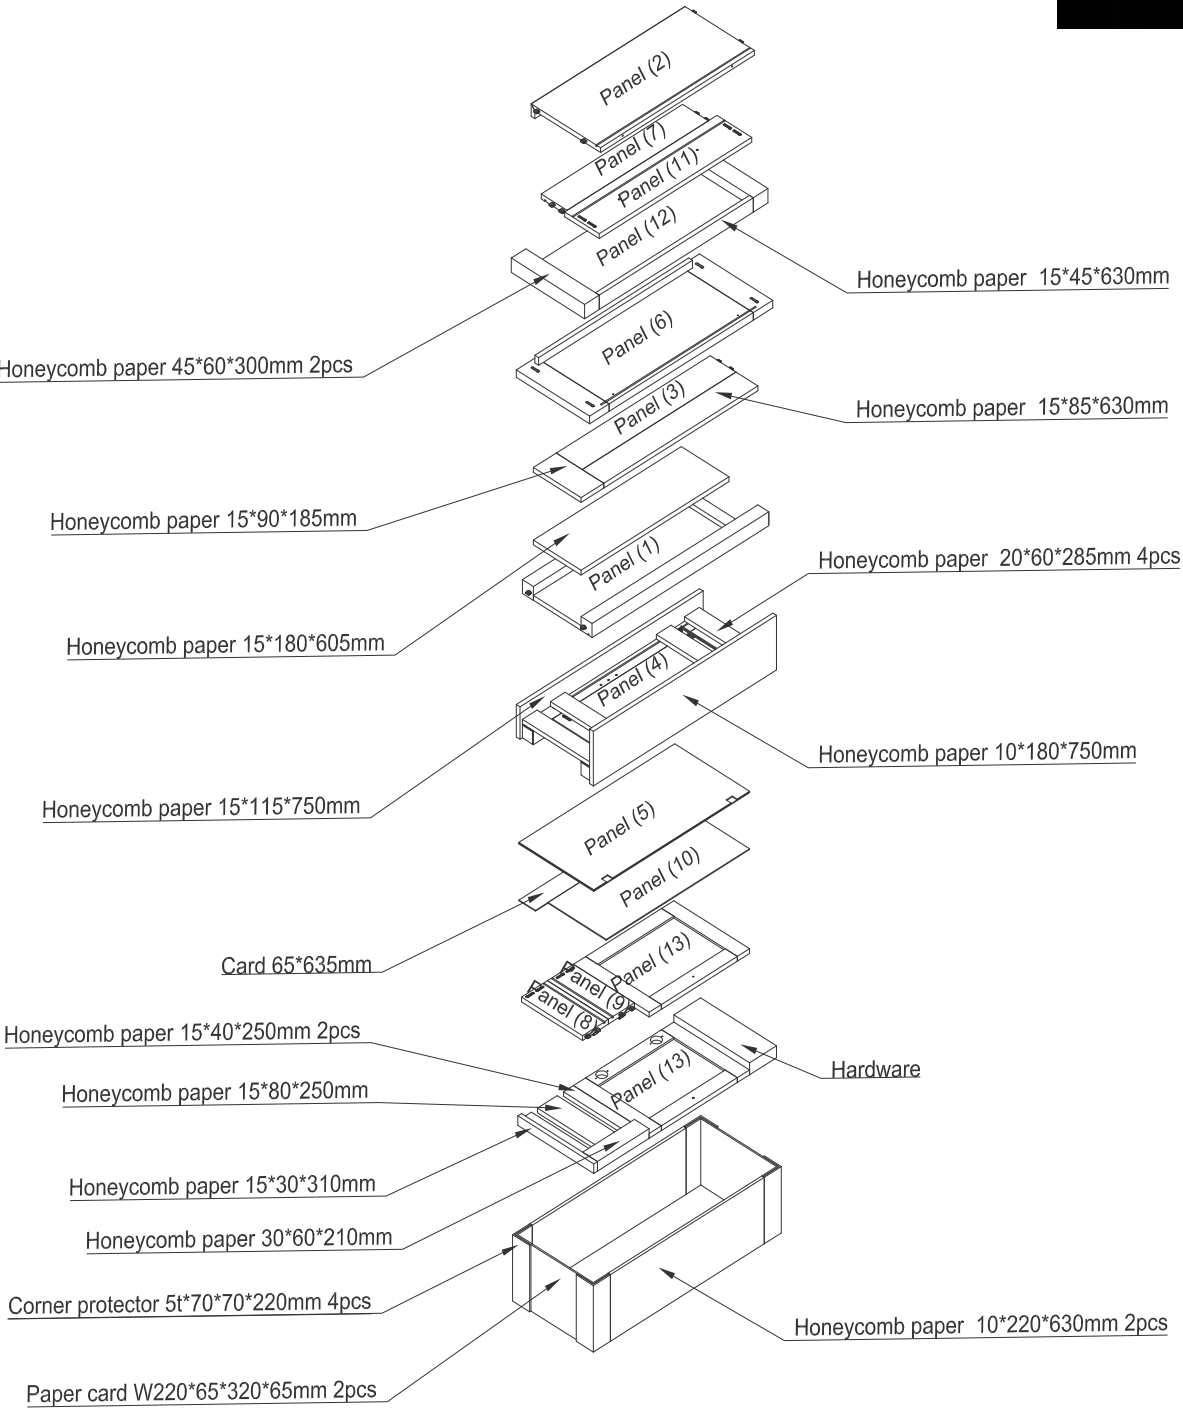 Panel (2)
Panel (7)
Panel (11)
Panel (12)
Honeycomb paper 15*45*630mm
Honeycomb paper 45*60*300mm 2pcs
Panel (6)
Panel (3)
Honeycomb paper 15*85*630mm
Honeycomb paper 15*90*185mm
Panel (1)
Honeycomb paper 20*60*285mm 4pcs
Honeycomb paper 15*180*605mm
Panel (4)
Honeycomb paper 10*180*750mm
Honeycomb paper 15*115*750mm
Panel (5)
Panel (10)
Card 65*635mm
Panel (13)
anel (9)
anel (8)
Honeycomb paper 15*40*250mm 2pcs
Hardware
Panel (13)
Honeycomb paper 15*80*250mm
Honeycomb paper 15*30*310mm
Honeycomb paper 30*60*210mm
Corner protector 5t*70*70*220mm 4pcs
Honeycomb paper 10*220*630mm 2pcs
Paper card W220*65*320*65mm 2pcs